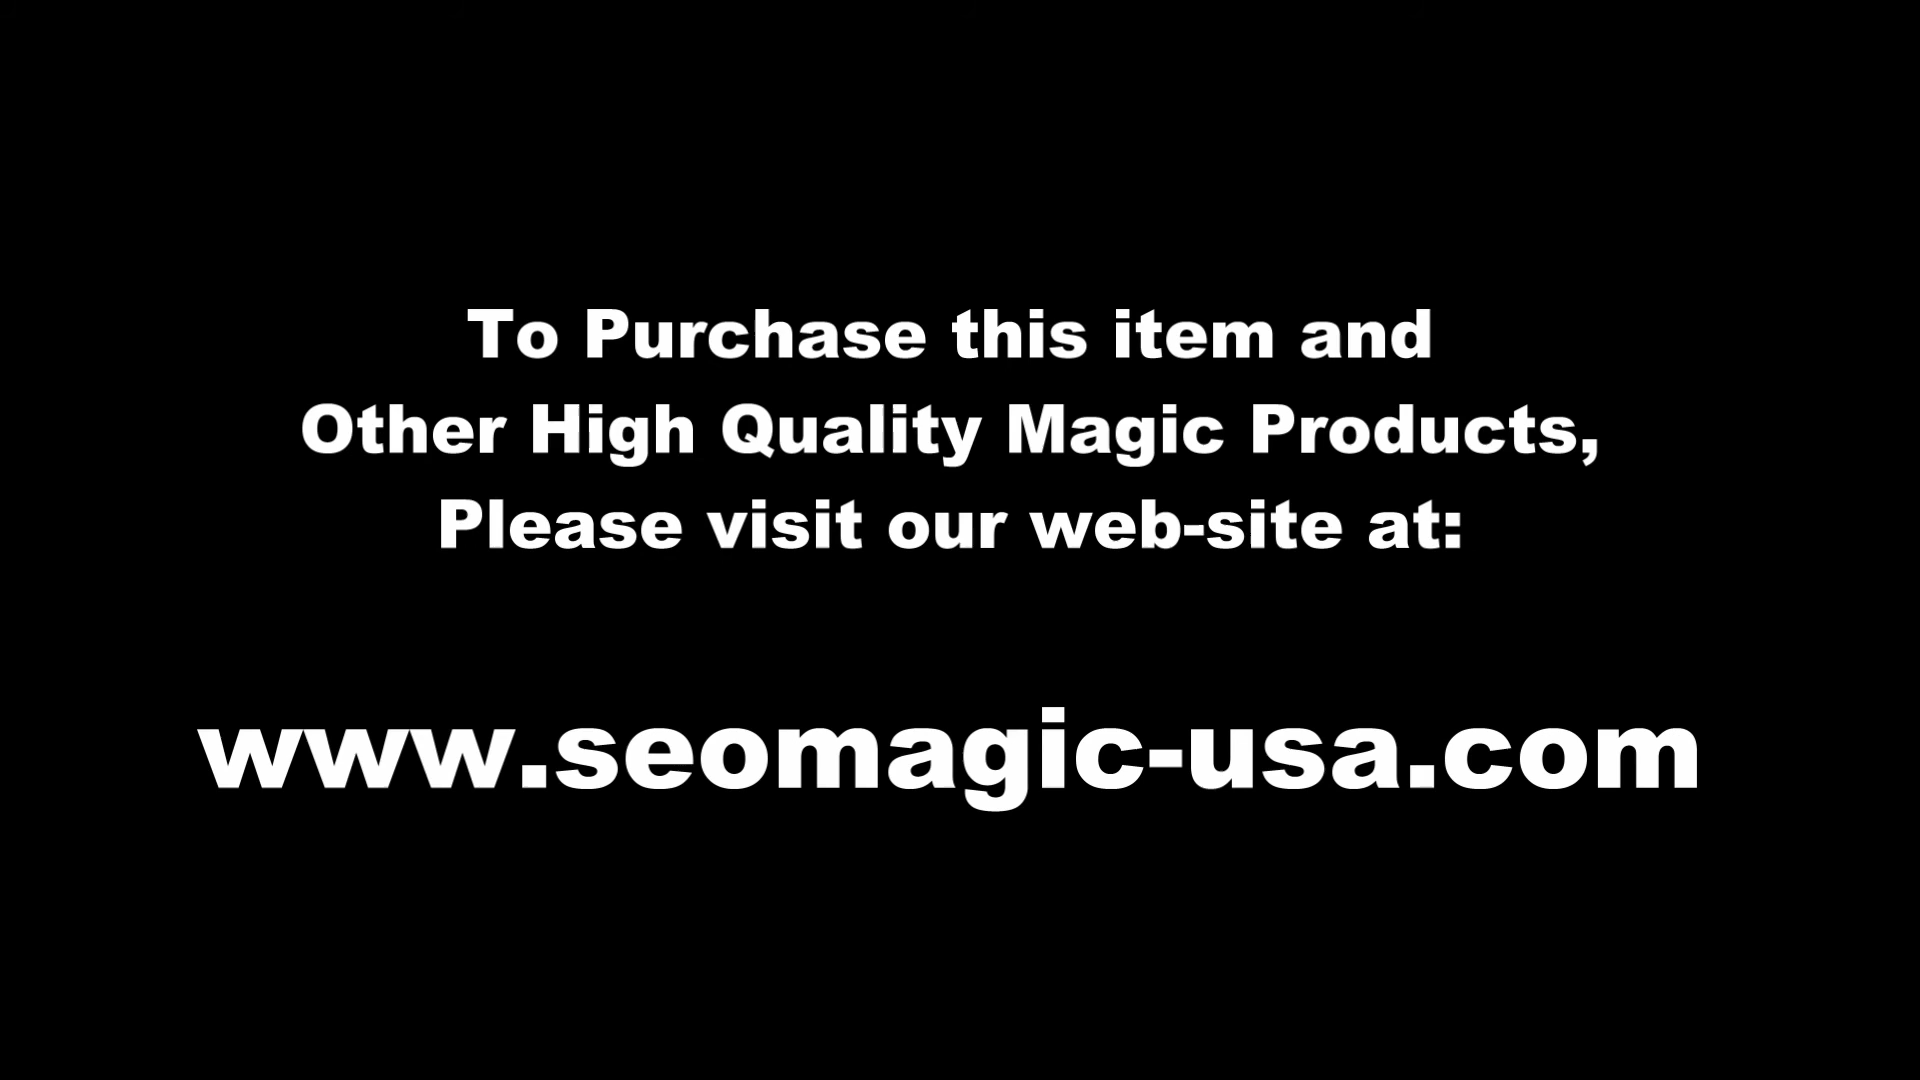 To Purchase this item and
Other High Quality Magic Products,
Please visit our web-site at:
www.seomagic-usa.com